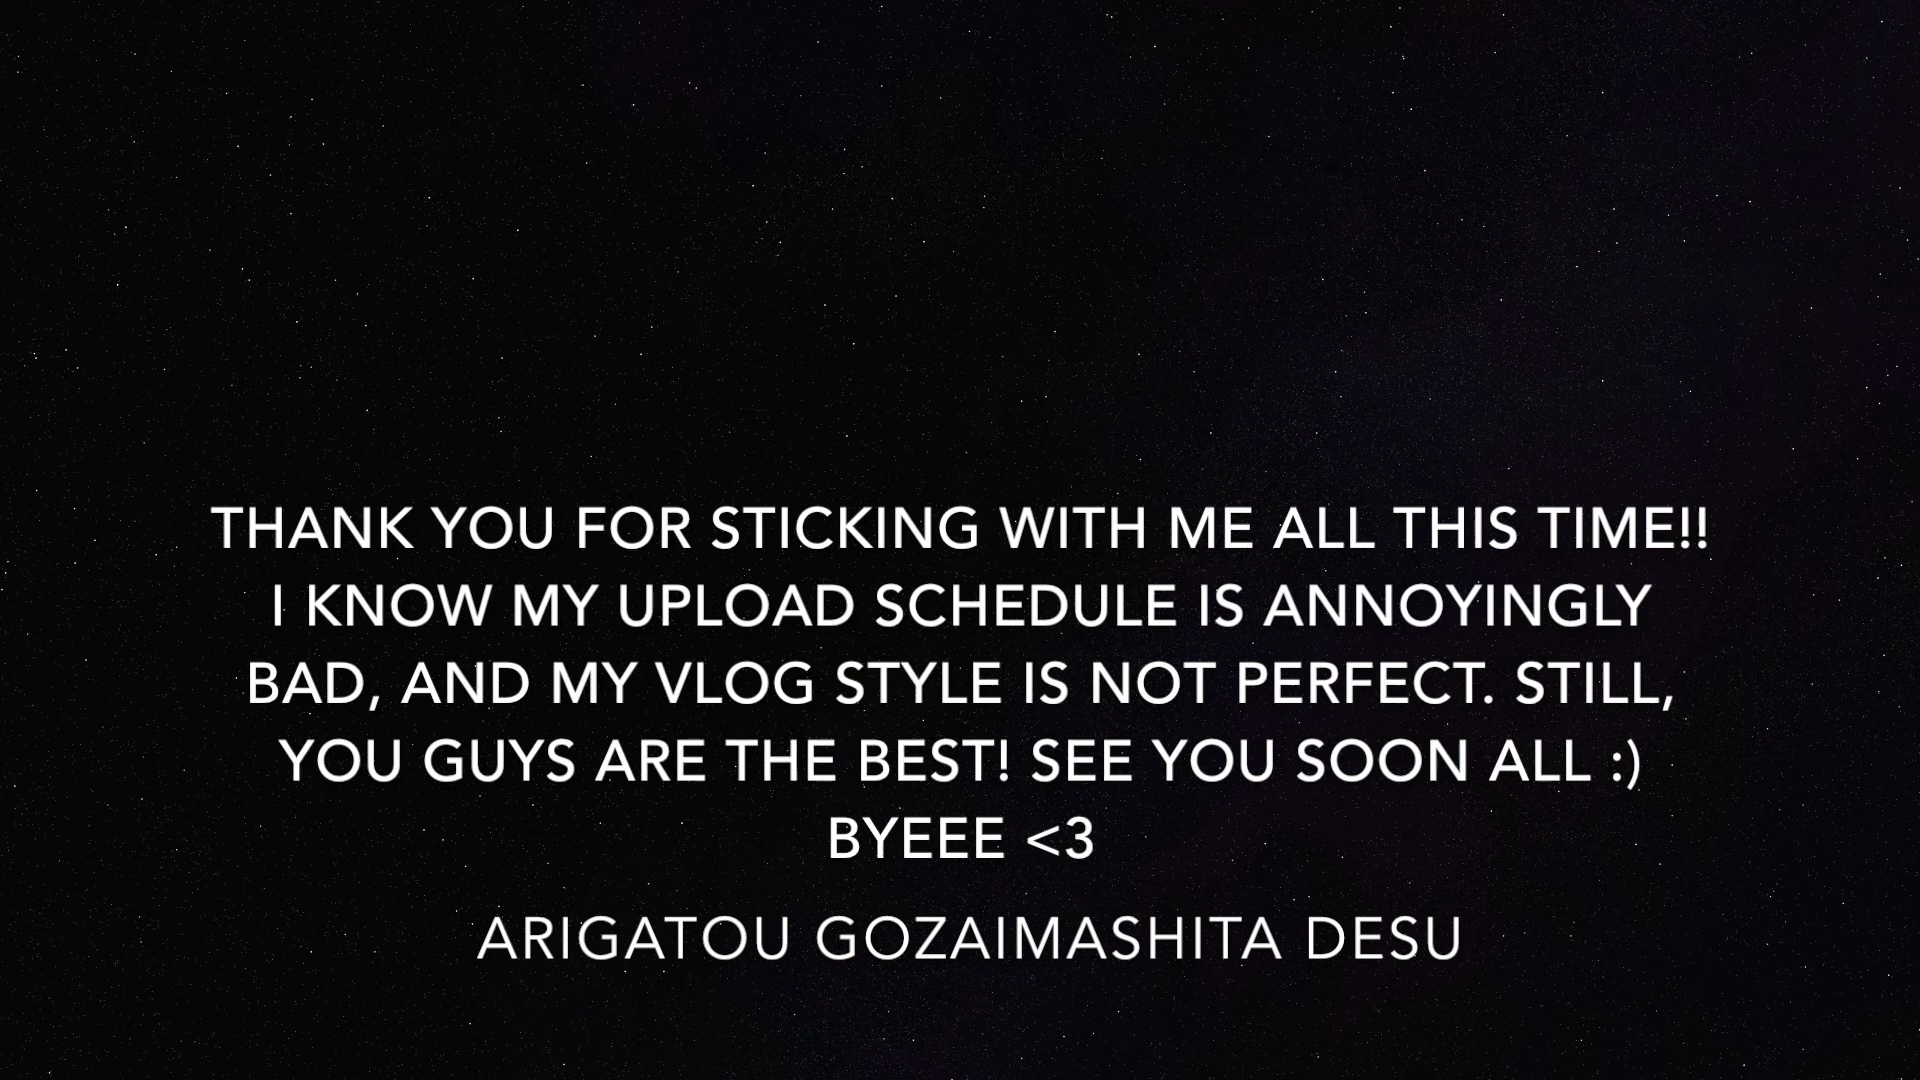 THANK YOU FOR STICKING WITH ME ALL THIS TIME!!
I KNOW MY UPLOAD SCHEDULE IS ANNOYINGLY
BAD, AND MY VLOG STYLE IS NOT PERFECT. STILL,
YOU GUYS ARE THE BEST! SEE YOU SOON ALL :)
BYEEE <3
ARIGATOU GOZAIMASHITA DESU